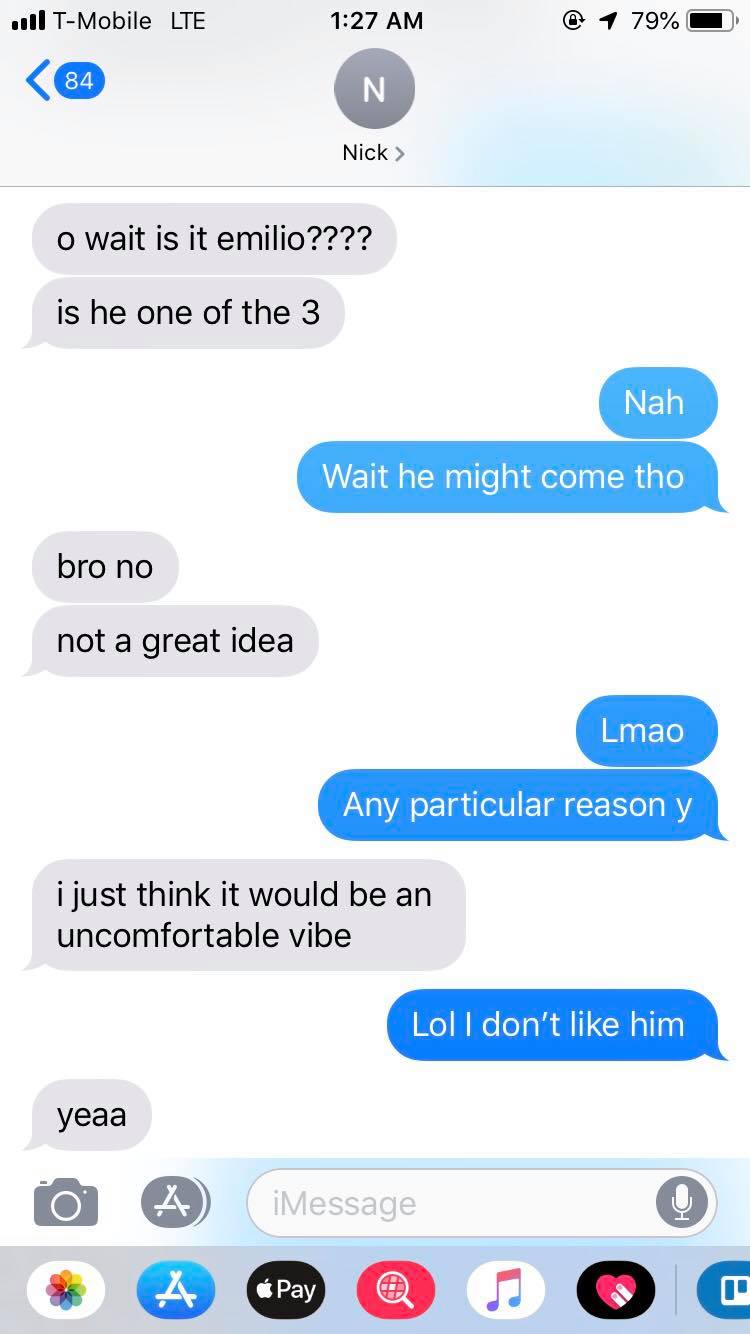 T-Mobile LTE 1:27 AM 79%
84
N
Nick
o wait is it emilio????
is he one of the 3
Nah
Wait he might come tho
bro no
not a great idea
Lmao
Any particular reason y
i just think it would be an
uncomfortable vibe
Lol I don’t like him
yeaa
iMessage
Pay